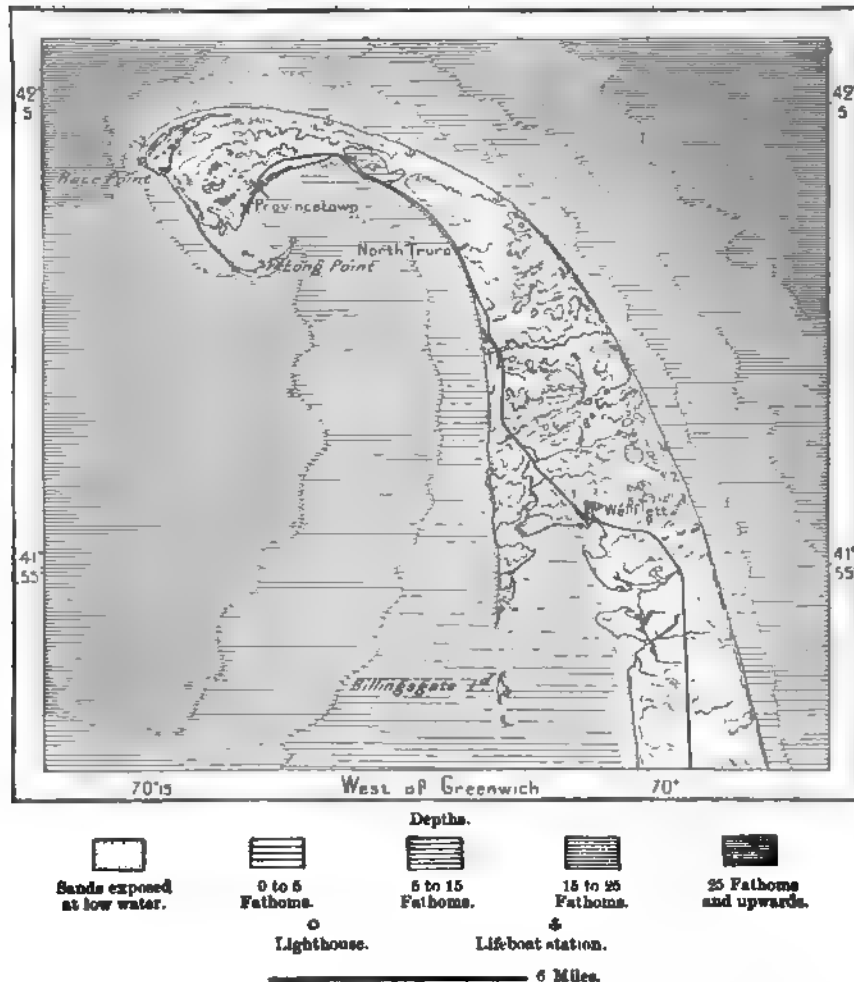 42°
5
42°
5
Race Point
Provincetown
North Truro
Long Point
Wellfleet
41°
55
41°
55
Billingsgate Id.
70°15
West of Greenwich
70°
Depths.
Sands exposed
at low water.
0 to 5
Fathoms.
5 to 15
Fathoms.
15 to 25
Fathoms.
25 Fathoms
and upwards.
Lighthouse.
Lifeboat station.
6 Miles.